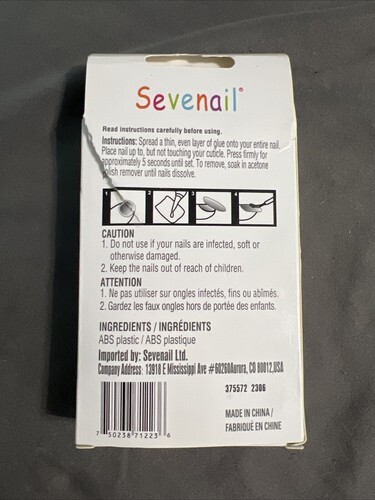 Sevenail®
Read instructions carefully before using.
Instructions: Spread a thin, even layer of glue onto your entire nail.
Place nail up to, but not touching your cuticle. Press firmly for
approximately 5 seconds until set. To remove, soak in acetone
polish remover until nails dissolve.
1 2 3 4
CAUTION
1. Do not use if your nails are infected, soft or
otherwise damaged.
2. Keep the nails out of reach of children.
ATTENTION
1. Ne pas utiliser sur ongles infectés, fins ou abîmés.
2. Gardez les faux ongles hors de portée des enfants.
INGREDIENTS / INGRÉDIENTS
ABS plastic / ABS plastique
Imported by: Sevenail Ltd.
Company Address: 13918 E Mississippi Ave #60260Aurora, CO 80012,USA
375572 2306
MADE IN CHINA /
FABRIQUÉ EN CHINE
7 50238 71223 6